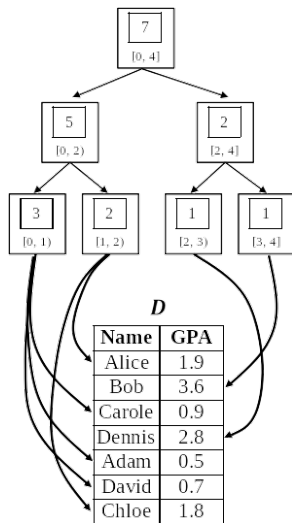 7
[0, 4]
5
[0, 2)
2
[2, 4]
3
[0, 1)
2
[1, 2)
1
[2, 3)
1
[3, 4]
D
Name GPA
Alice 1.9
Bob 3.6
Carole 0.9
Dennis 2.8
Adam 0.5
David 0.7
Chloe 1.8